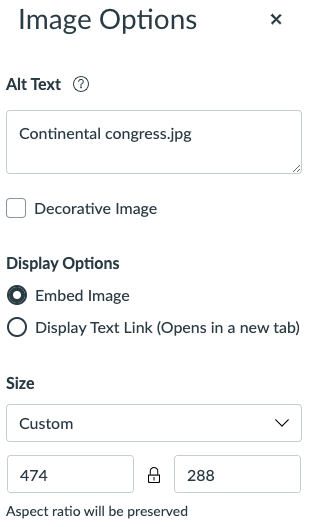 Image Options
Alt Text
Continental congress.jpg
Decorative Image
Display Options
Embed Image
Display Text Link (Opens in a new tab)
Size
Custom
474 288
Aspect ratio will be preserved